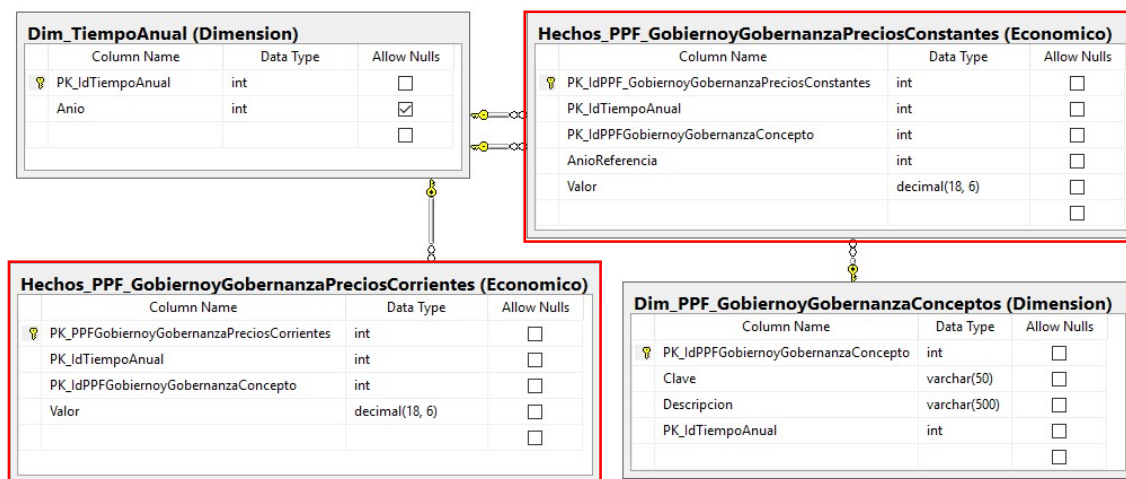 Dim_TiempoAnual (Dimension)
Column Name Data Type Allow Nulls
PK_IdTiempoAnual int
Anio int
Hechos_PPF_GobiernoyGobernanzaPreciosConstantes (Economico)
Column Name Data Type Allow Nulls
PK_IdPPF_GobiernoyGobernanzaPreciosConstantes int
PK_IdTiempoAnual int
PK_IdPPFGobiernoyGobernanzaConcepto int
AnioReferencia int
Valor decimal(18, 6)
Hechos_PPF_GobiernoyGobernanzaPreciosCorrientes (Economico)
Column Name Data Type Allow Nulls
PK_PPFGobiernoyGobernanzaPreciosCorrientes int
PK_IdTiempoAnual int
PK_IdPPFGobiernoyGobernanzaConcepto int
Valor decimal(18, 6)
Dim_PPF_GobiernoyGobernanzaConceptos (Dimension)
Column Name Data Type Allow Nulls
PK_IdPPFGobiernoyGobernanzaConcepto int
Clave varchar(50)
Descripcion varchar(500)
PK_IdTiempoAnual int